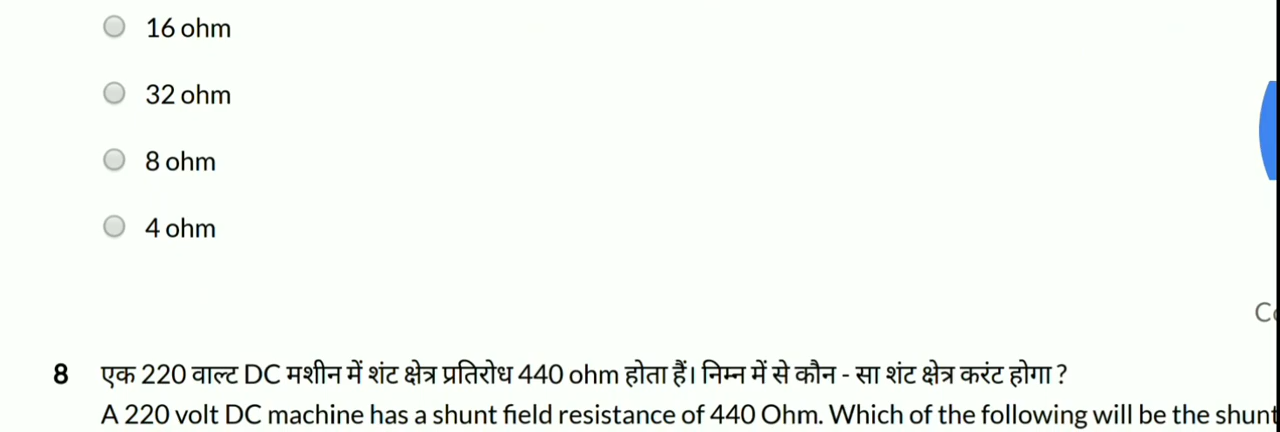 16 ohm
32 ohm
8 ohm
4 ohm
8 एक 220 वाल्ट DC मशीन में शंट क्षेत्र प्रतिरोध 440 ohm होता हैं। निम्न में से कौन - सा शंट क्षेत्र करंट होगा ?
A 220 volt DC machine has a shunt field resistance of 440 Ohm. Which of the following will be the shunt